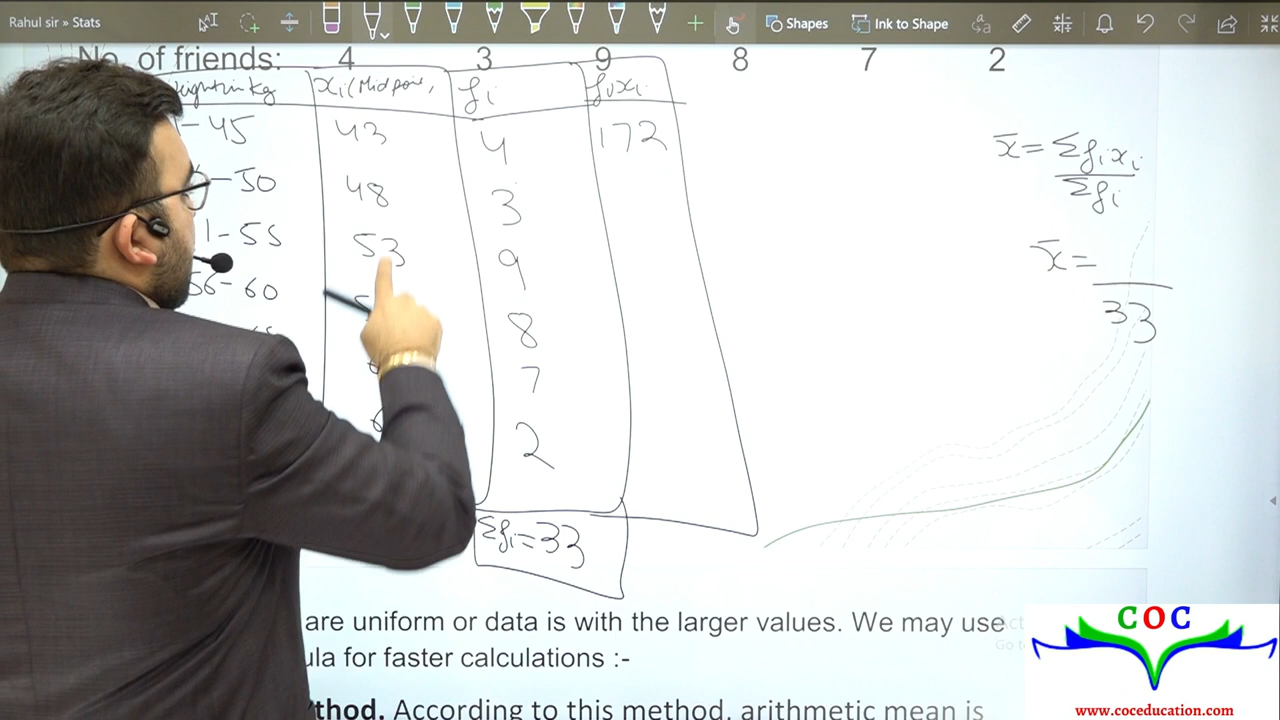 Rahul sir » Stats
Shapes
Ink to Shape
No. of friends: 4 3 9 8 7 2
xi (Midpoint, fi fixi
45 43 4 172
50 48 3
1-55 53 9
56-60 8
7
2
Σfi=33
x̄= Σfixi
Σfi
x̄=
33
are uniform or data is with the larger values. We may use
ula for faster calculations :-
thod. According to this method, arithmetic mean is
COC
www.coceducation.com